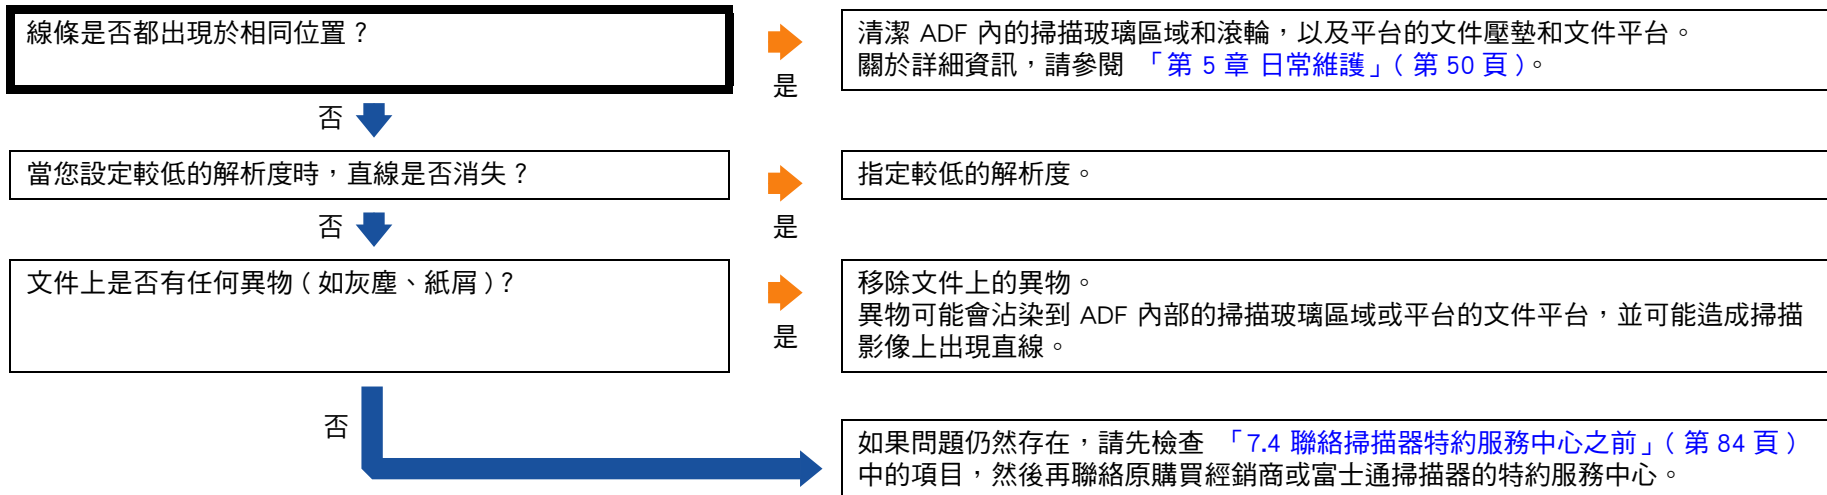 線條是否都出現於相同位置？
是
清潔 ADF 內的掃描玻璃區域和滾輪，以及平台的文件壓墊和文件平台。
關於詳細資訊，請參閱 「第 5 章 日常維護」( 第 50 頁 )。
否
當您設定較低的解析度時，直線是否消失？
是
指定較低的解析度。
否
文件上是否有任何異物 ( 如灰塵、紙屑 )？
是
移除文件上的異物。
異物可能會沾染到 ADF 內部的掃描玻璃區域或平台的文件平台，並可能造成掃描
影像上出現直線。
否
如果問題仍然存在，請先檢查 「7.4 聯絡掃描器特約服務中心之前」( 第 84 頁 )
中的項目，然後再聯絡原購買經銷商或富士通掃描器的特約服務中心。